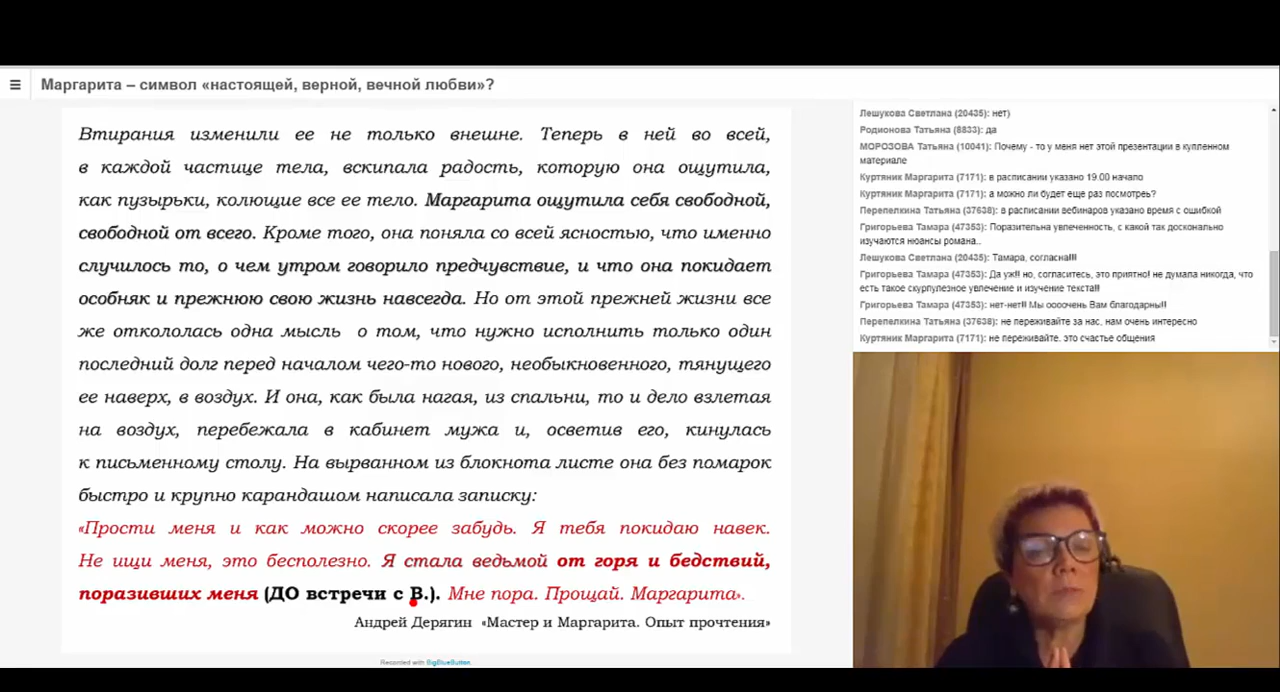 ☰ Маргарита – символ «настоящей, верной, вечной любви»?
Втирания изменили ее не только внешне. Теперь в ней во всей,
в каждой частице тела, вскипала радость, которую она ощутила,
как пузырьки, колющие все ее тело. Маргарита ощутила себя свободной,
свободной от всего. Кроме того, она поняла со всей ясностью, что именно
случилось то, о чем утром говорило предчувствие, и что она покидает
особняк и прежнюю свою жизнь навсегда. Но от этой прежней жизни все
же откололась одна мысль о том, что нужно исполнить только один
последний долг перед началом чего-то нового, необыкновенного, тянущего
ее наверх, в воздух. И она, как была нагая, из спальни, то и дело взлетая
на воздух, перебежала в кабинет мужа и, осветив его, кинулась
к письменному столу. На вырванном из блокнота листе она без помарок
быстро и крупно карандашом написала записку:
«Прости меня и как можно скорее забудь. Я тебя покидаю навек.
Не ищи меня, это бесполезно. Я стала ведьмой от горя и бедствий,
поразивших меня (ДО встречи с В.). Мне пора. Прощай. Маргарита».
Андрей Дерягин «Мастер и Маргарита. Опыт прочтения»
Recorded with BigBlueButton.
Лешукова Светлана (20435): нет)
Родионова Татьяна (8833): да
МОРОЗОВА Татьяна (10041): Почему - то у меня нет этой презентации в купленном
материале
Куртяник Маргарита (7171): в расписании указано 19.00 начало
Куртяник Маргарита (7171): а можно ли будет еще раз посмотреь?
Перепелкина Татьяна (37638): в расписании вебинаров указано время с ошибкой
Григорьева Тамара (47353): Поразительна увлеченность, с какой так доскональо
изучаются нюансы романа..
Лешукова Светлана (20435): Тамара, согласна!!!
Григорьева Тамара (47353): Да уж!! но, согласитесь, это приятно! не думала никогда, что
есть такое скурпулезное увлечение и изучение текста!!
Григорьева Тамара (47353): нет-нет!! Мы оооочень Вам благодарны!!
Перепелкина Татьяна (37638): не переживайте за нас, нам очень интересно
Куртяник Маргарита (7171): не переживайте. это счастье общения